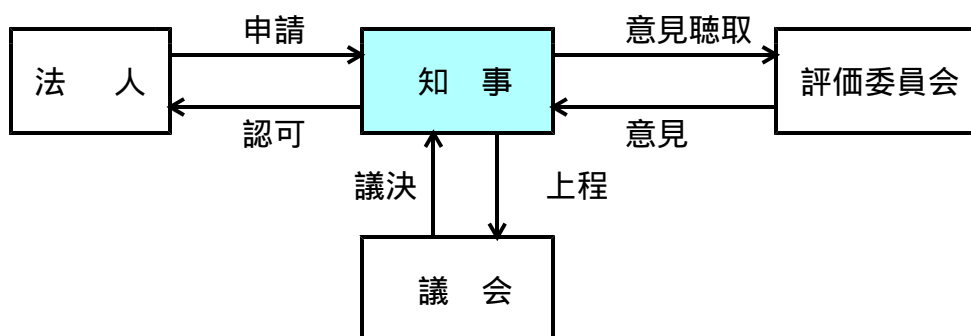 申請
意見聴取
法　人
知　事
評価委員会
認可
意見
議決
上程
議　会